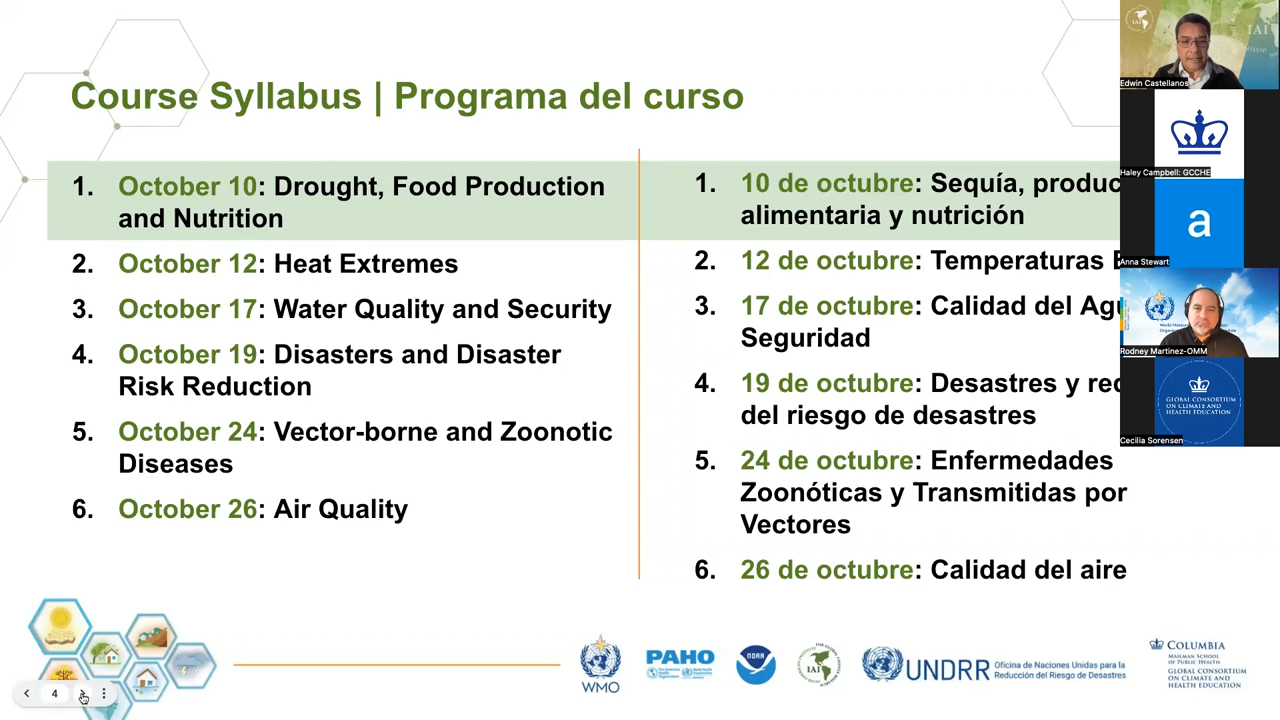 Course Syllabus | Programa del curso
1. October 10: Drought, Food Production
and Nutrition
2. October 12: Heat Extremes
3. October 17: Water Quality and Security
4. October 19: Disasters and Disaster
Risk Reduction
5. October 24: Vector-borne and Zoonotic
Diseases
6. October 26: Air Quality
1. 10 de octubre: Sequía, produc
alimentaria y nutrición
2. 12 de octubre: Temperaturas
3. 17 de octubre: Calidad del Agu
Seguridad
4. 19 de octubre: Desastres y red
del riesgo de desastres
5. 24 de octubre: Enfermedades
Zoonóticas y Transmitidas por
Vectores
6. 26 de octubre: Calidad del aire
IAI
Edwin Castellanos
Haley Campbell: GCCHE
a
Anna Stewart
Rodney Martinez-OMM
GLOBAL CONSORTIUM
ON CLIMATE AND
HEALTH EDUCATION
Cecilia Sorensen
4
WMO
PAHO
NOAA
IAI
UNDRR
Oficina de Naciones Unidas para la
Reducción del Riesgo de Desastres
COLUMBIA
MAILMAN SCHOOL
OF PUBLIC HEALTH
GLOBAL CONSORTIUM
ON CLIMATE AND
HEALTH EDUCATION